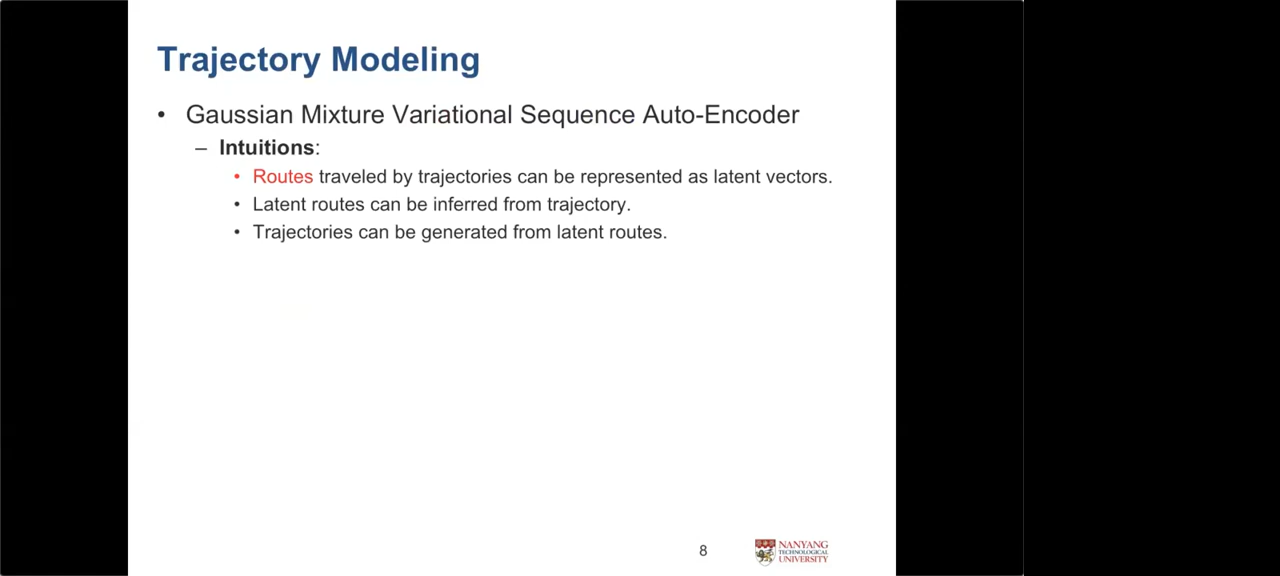 Trajectory Modeling
• Gaussian Mixture Variational Sequence Auto-Encoder
– Intuitions:
• Routes traveled by trajectories can be represented as latent vectors.
• Latent routes can be inferred from trajectory.
• Trajectories can be generated from latent routes.
8
NANYANG
TECHNOLOGICAL
UNIVERSITY